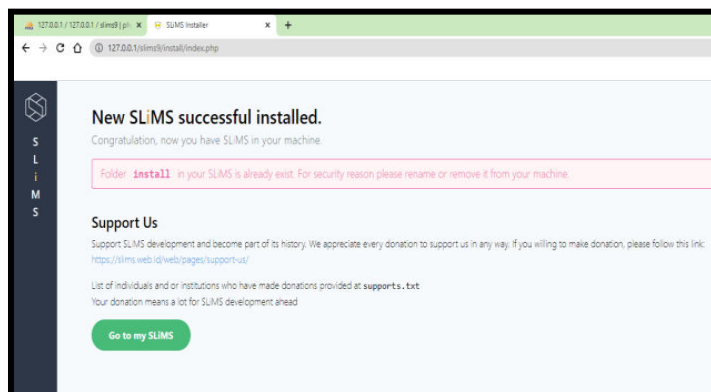 127.0.0.1 / 127.0.0.1 / slims9 | ph
SLiMS Installer
127.0.0.1/slims9/install/index.php
S
L
i
M
S
New SLiMS successful installed.
Congratulation, now you have SLiMS in your machine.
Folder install in your SLiMS is already exist. For security reason please rename or remove it from your machine.
Support Us
Support SLiMS development and become part of its history. We appreciate every donation to support us in any way. If you willing to make donation, please follow this link:
https://slims.web.id/web/pages/support-us/
List of individuals and or institutions who have made donations provided at supports.txt
Your donation means a lot for SLiMS development ahead
Go to my SLiMS